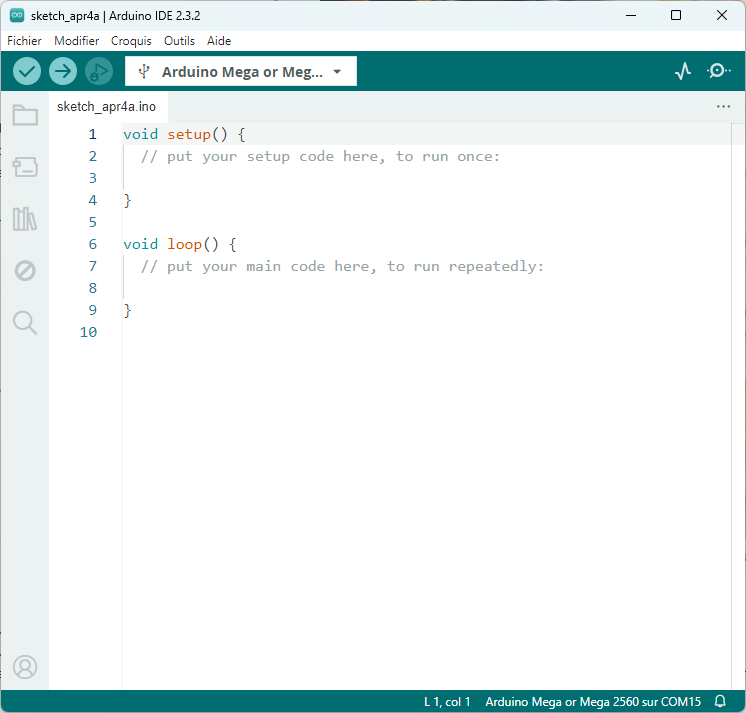 sketch_apr4a | Arduino IDE 2.3.2
Fichier Modifier Croquis Outils Aide
Arduino Mega or Meg...
sketch_apr4a.ino
1 void setup() {
2 // put your setup code here, to run once:
3
4 }
5
6 void loop() {
7 // put your main code here, to run repeatedly:
8
9 }
10
L 1, col 1 Arduino Mega or Mega 2560 sur COM15